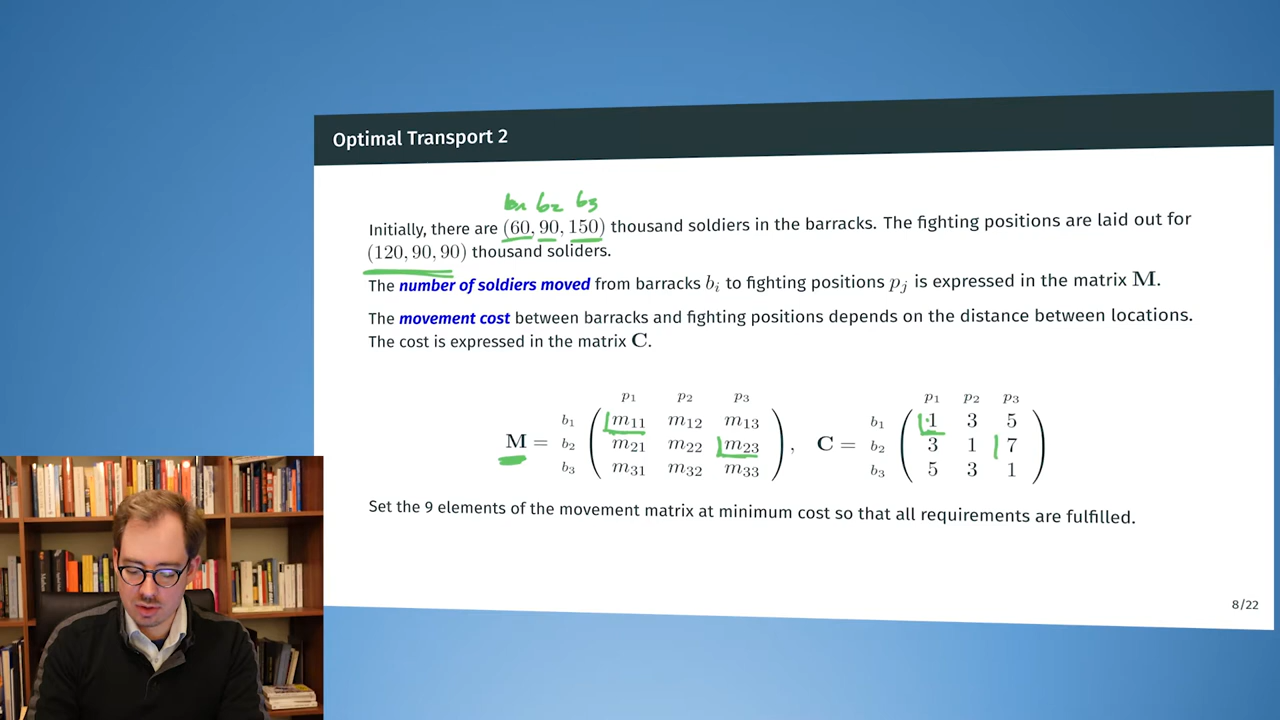 Optimal Transport 2
b1 b2 b3
Initially, there are (60, 90, 150) thousand soldiers in the barracks. The fighting positions are laid out for
(120, 90, 90) thousand soliders.
The number of soldiers moved from barracks bᵢ to fighting positions pⱼ is expressed in the matrix M.
The movement cost between barracks and fighting positions depends on the distance between locations.
The cost is expressed in the matrix C.
p₁ p₂ p₃ p₁ p₂ p₃
b₁ m₁₁ m₁₂ m₁₃ b₁ 1 3 5
M = b₂ m₂₁ m₂₂ m₂₃ , C = b₂ 3 1 7
b₃ m₃₁ m₃₂ m₃₃ b₃ 5 3 1
Set the 9 elements of the movement matrix at minimum cost so that all requirements are fulfilled.
8/22